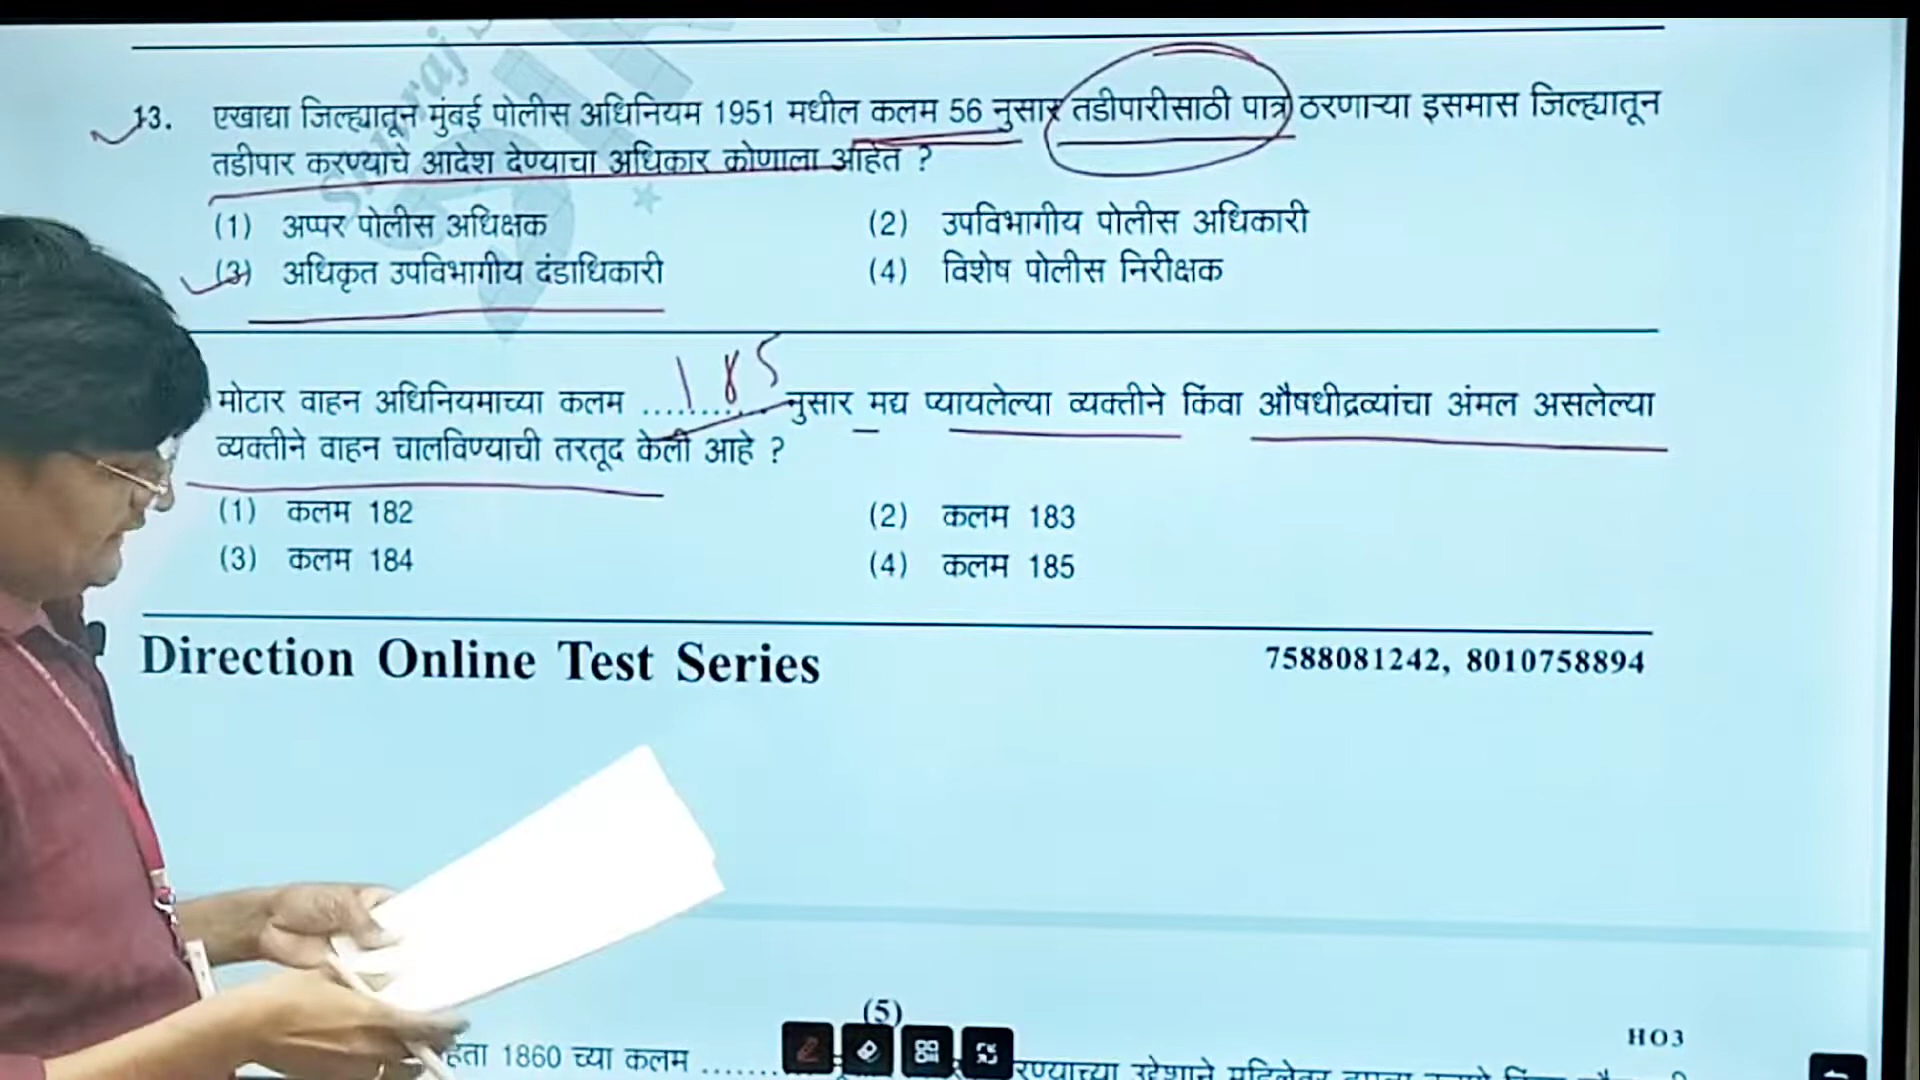 13. एखाद्या जिल्ह्यातून मुंबई पोलीस अधिनियम 1951 मधील कलम 56 नुसार तडीपारीसाठी पात्र ठरणाऱ्या इसमास जिल्ह्यातून
तडीपार करण्याचे आदेश देण्याचा अधिकार कोणाला आहेत ?
(1) अप्पर पोलीस अधिक्षक (2) उपविभागीय पोलीस अधिकारी
(3) अधिकृत उपविभागीय दंडाधिकारी (4) विशेष पोलीस निरीक्षक
185
मोटार वाहन अधिनियमाच्या कलम ............ नुसार मद्य प्यायलेल्या व्यक्तीने किंवा औषधीद्रव्यांचा अंमल असलेल्या
व्यक्तीने वाहन चालविण्याची तरतूद केली आहे ?
(1) कलम 182 (2) कलम 183
(3) कलम 184 (4) कलम 185
Direction Online Test Series 7588081242, 8010758894
(5)
HO3
1860 च्या कलम ........